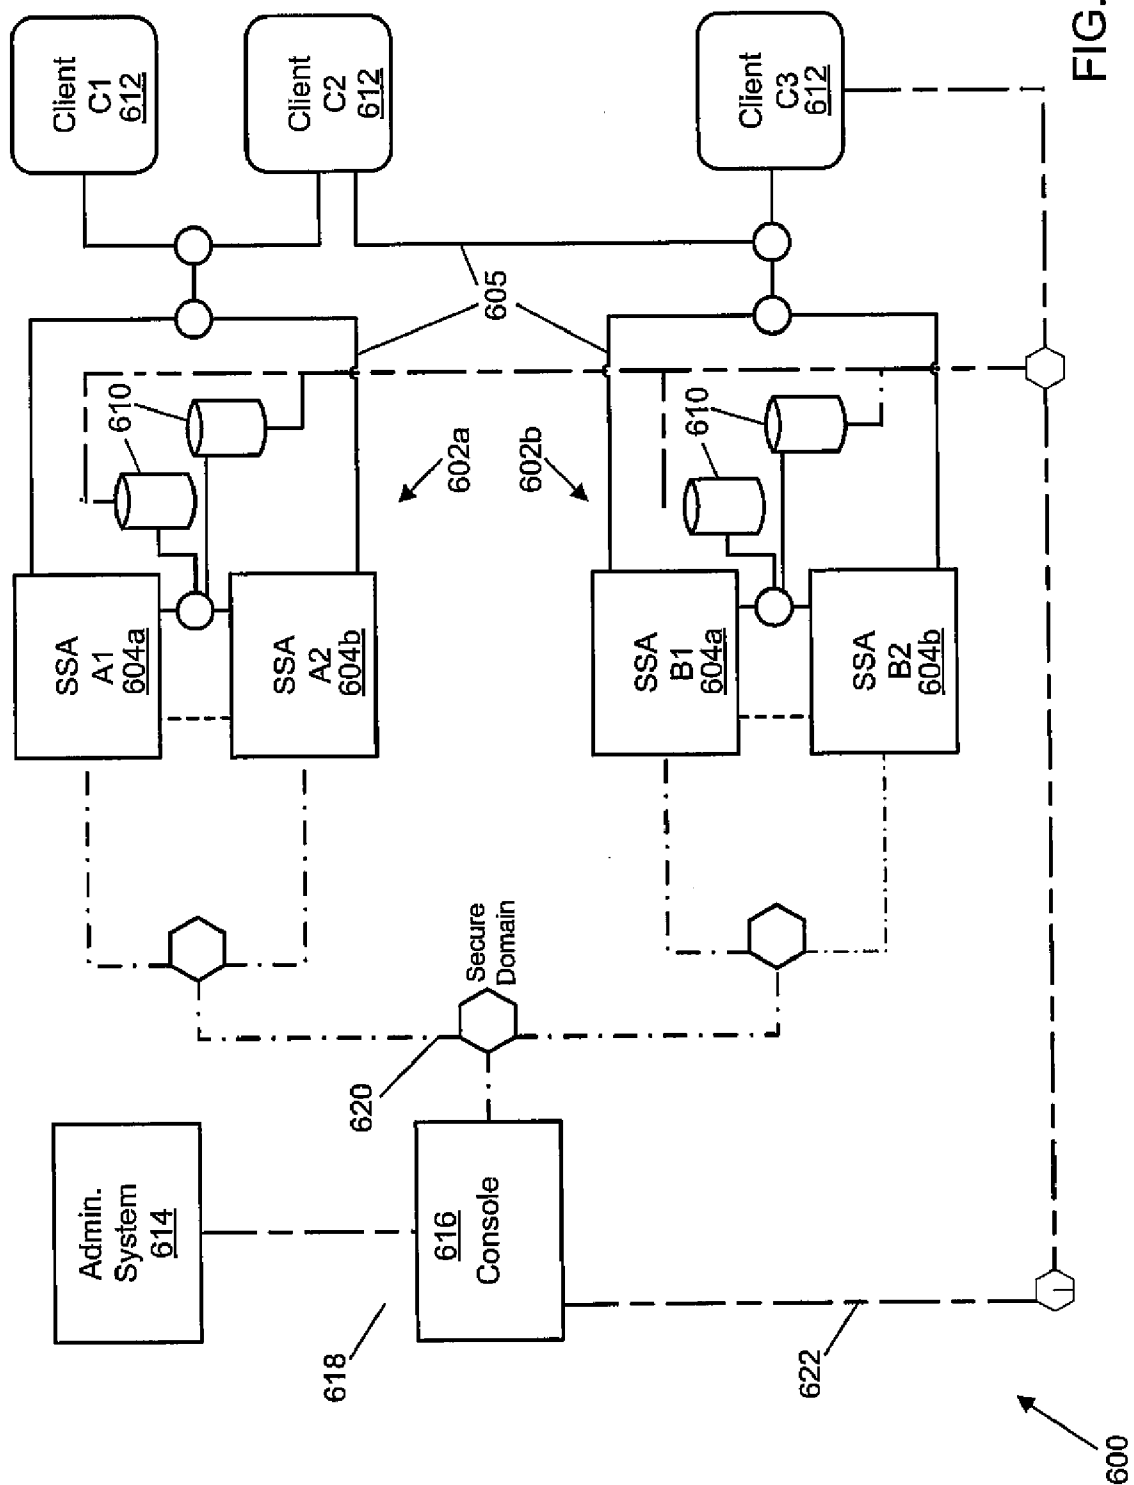 Client
C1
612
Client
C2
612
Client
C3
612
605
610
602a
602b
610
SSA
A1
604a
SSA
A2
604b
SSA
B1
604a
SSA
B2
604b
Secure
Domain
620
Admin.
System
614
616
Console
618
622
600
FIG.